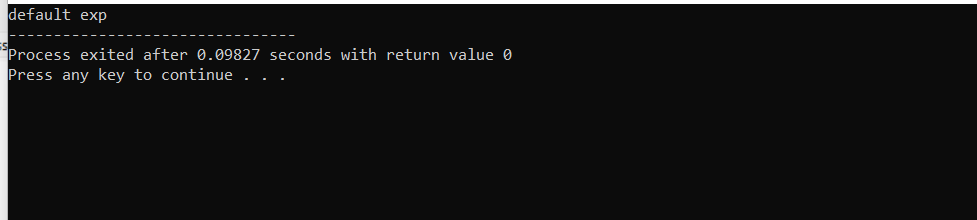 default exp
--------------------------------
Process exited after 0.09827 seconds with return value 0
Press any key to continue . . .